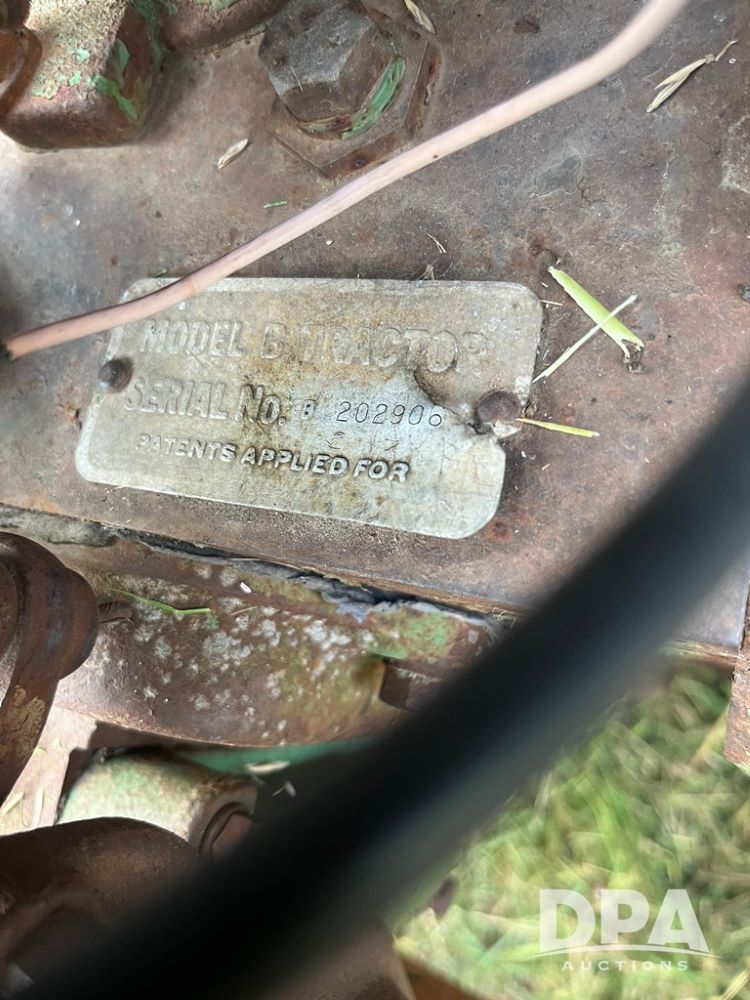 MODEL B TRACTOR
SERIAL NO. B 202906
PATENTS APPLIED FOR
DPA
AUCTIONS